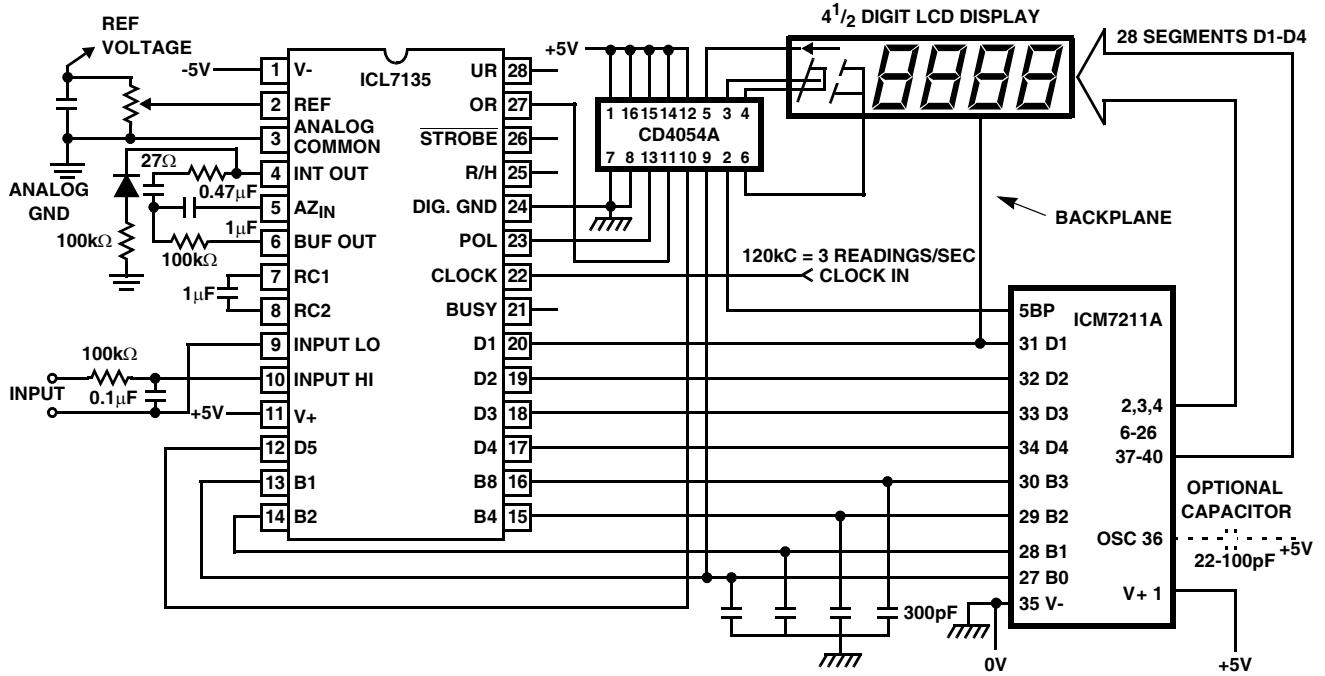 4 1/2 DIGIT LCD DISPLAY
REF
VOLTAGE
28 SEGMENTS D1-D4
-5V
ICL7135
1 V-
2 REF
3 ANALOG
COMMON
4 INT OUT
5 AZIN
6 BUF OUT
7 RC1
8 RC2
9 INPUT LO
10 INPUT HI
11 V+
12 D5
13 B1
14 B2
UR 28
OR 27
STROBE 26
R/H 25
DIG. GND 24
POL 23
CLOCK 22
BUSY 21
D1 20
D2 19
D3 18
D4 17
B8 16
B4 15
27Ω
0.47µF
ANALOG
GND
100kΩ
1µF
100kΩ
1µF
100kΩ
INPUT
0.1µF
+5V
+5V
1 16 15 14 12 5 3 4
CD4054A
7 8 13 11 10 9 2 6
BACKPLANE
120kC = 3 READINGS/SEC
CLOCK IN
ICM7211A
5BP
31 D1
32 D2
33 D3
34 D4
30 B3
29 B2
28 B1
27 B0
35 V-
2,3,4
6-26
37-40
OSC 36
V+ 1
OPTIONAL
CAPACITOR
22-100pF
+5V
300pF
0V
+5V